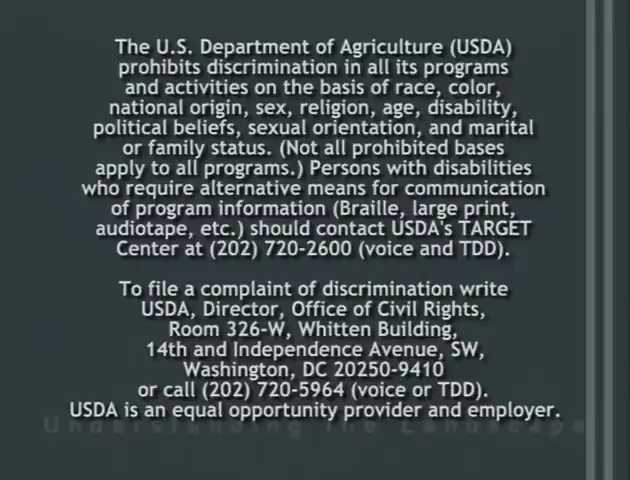 The U.S. Department of Agriculture (USDA)
prohibits discrimination in all its programs
and activities on the basis of race, color,
national origin, sex, religion, age, disability,
political beliefs, sexual orientation, and marital
or family status. (Not all prohibited bases
apply to all programs.) Persons with disabilities
who require alternative means for communication
of program information (Braille, large print,
audiotape, etc.) should contact USDA's TARGET
Center at (202) 720-2600 (voice and TDD).
To file a complaint of discrimination write
USDA, Director, Office of Civil Rights,
Room 326-W, Whitten Building,
14th and Independence Avenue, SW,
Washington, DC 20250-9410
or call (202) 720-5964 (voice or TDD).
USDA is an equal opportunity provider and employer.
Understanding the Landscape